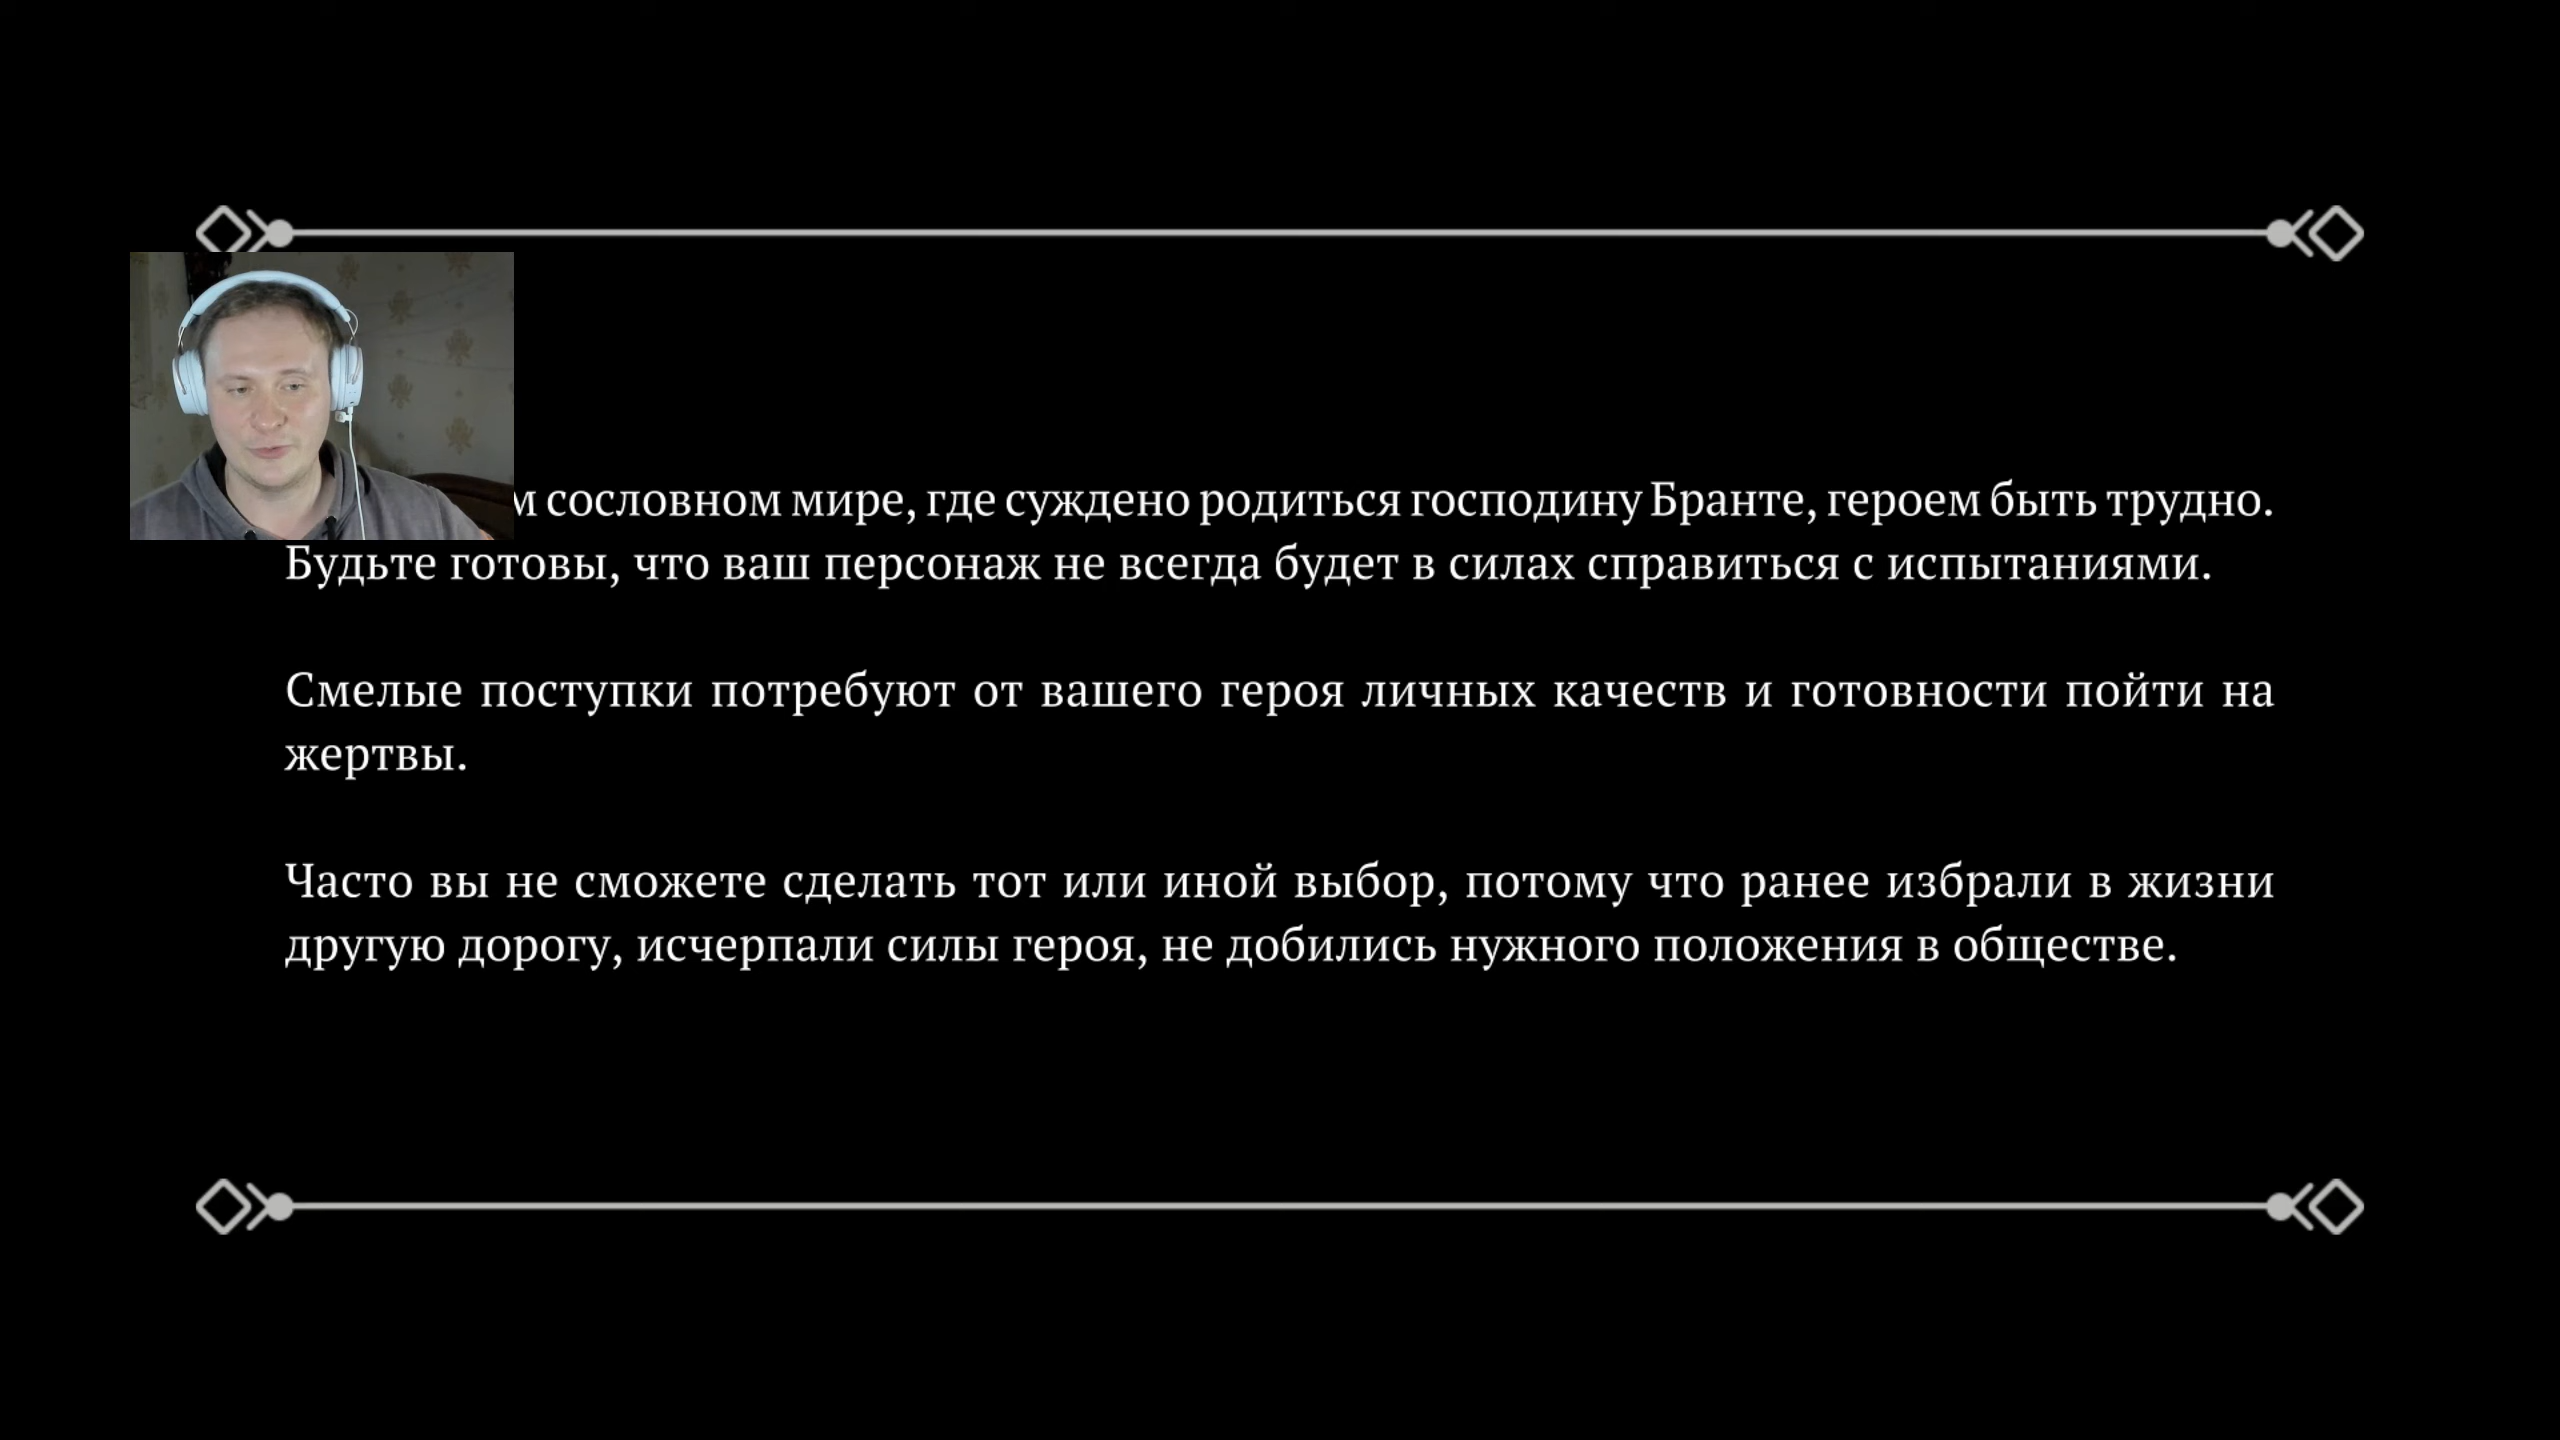 сословном мире, где суждено родиться господину Бранте, героем быть трудно.
Будьте готовы, что ваш персонаж не всегда будет в силах справиться с испытаниями.
Смелые поступки потребуют от вашего героя личных качеств и готовности пойти на
жертвы.
Часто вы не сможете сделать тот или иной выбор, потому что ранее избрали в жизни
другую дорогу, исчерпали силы героя, не добились нужного положения в обществе.